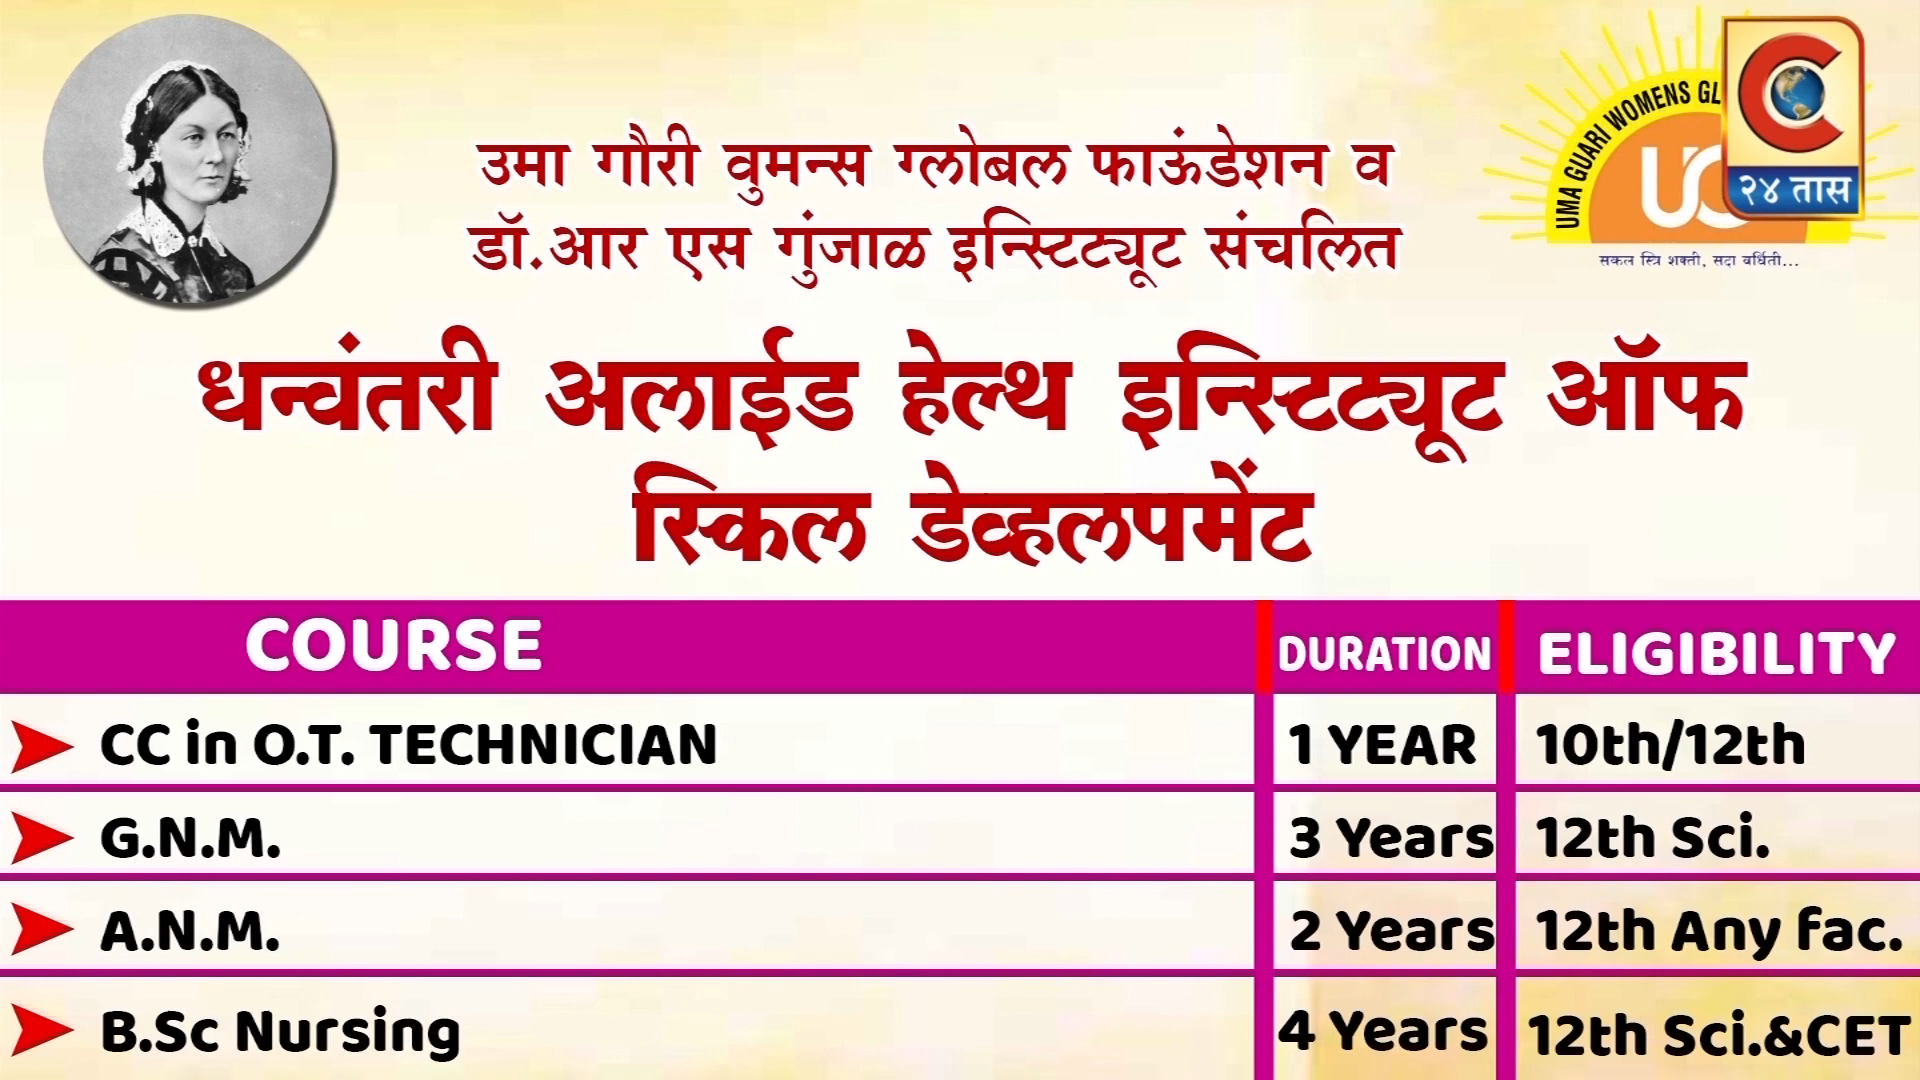 उमा गौरी वुमन्स ग्लोबल फाऊंडेशन व
डॉ.आर एस गुंजाळ इन्स्टिट्यूट संचलित
UMA GUARI WOMENS
२४ तास
सकल स्त्रि शक्ती, सदा वर्धिती...
धन्वंतरी अलाईड हेल्थ इन्स्टिट्यूट ऑफ
स्किल डेव्हलपमेंट
COURSE DURATION ELIGIBILITY
CC in O.T. TECHNICIAN 1 YEAR 10th/12th
G.N.M. 3 Years 12th Sci.
A.N.M. 2 Years 12th Any fac.
B.Sc Nursing 4 Years 12th Sci.&CET